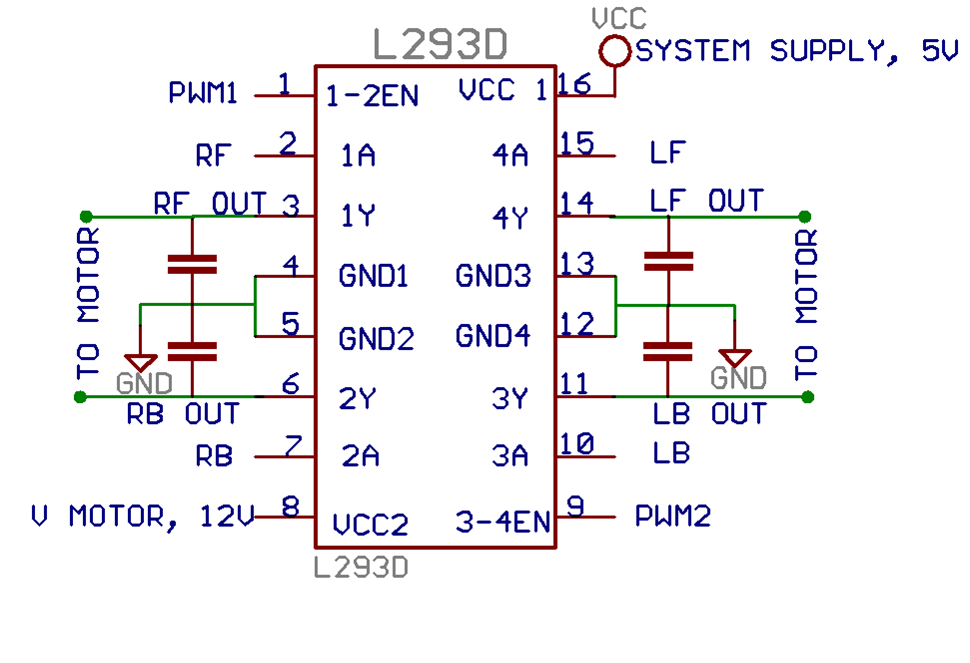 VCC
L293D
SYSTEM SUPPLY, 5V
PWM1 1 1-2EN VCC 1 16
RF 2 1A 4A 15 LF
RF OUT 3 1Y 4Y 14 LF OUT
4 GND1 GND3 13
5 GND2 GND4 12
TO MOTOR
TO MOTOR
GND
GND
6 2Y 3Y 11
RB OUT
LB OUT
RB 7 2A 3A 10 LB
V MOTOR, 12V 8 VCC2 3-4EN 9 PWM2
L293D